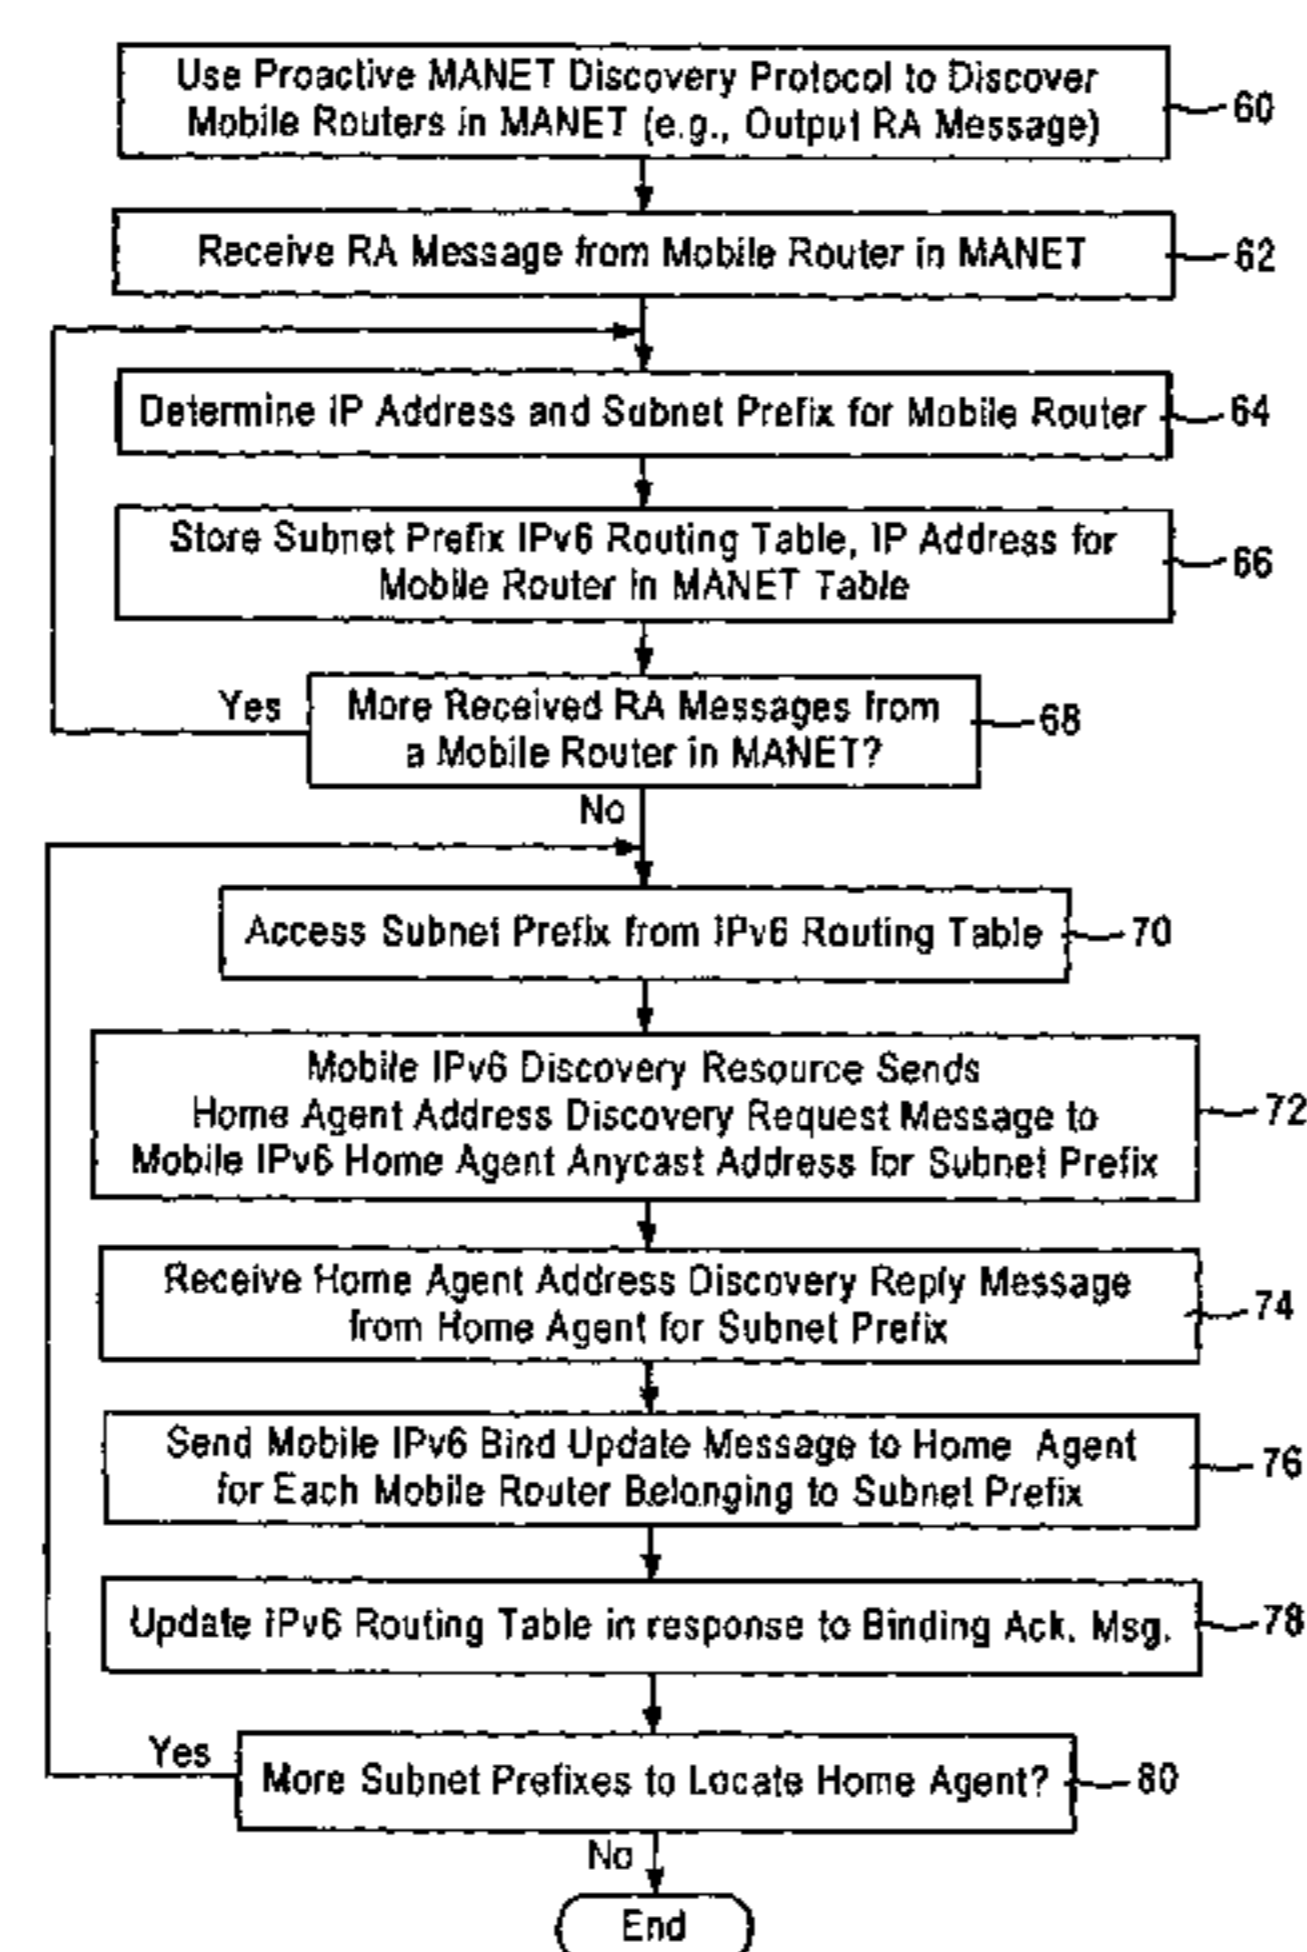 Use Proactive MANET Discovery Protocol to Discover
Mobile Routers in MANET (e.g., Output RA Message)
60
Receive RA Message from Mobile Router in MANET
62
Determine IP Address and Subnet Prefix for Mobile Router
64
Store Subnet Prefix IPv6 Routing Table, IP Address for
Mobile Router in MANET Table
66
Yes
More Received RA Messages from
a Mobile Router in MANET?
68
No
Access Subnet Prefix from IPv6 Routing Table
70
Mobile IPv6 Discovery Resource Sends
Home Agent Address Discovery Request Message to
Mobile IPv6 Home Agent Anycast Address for Subnet Prefix
72
Receive Home Agent Address Discovery Reply Message
from Home Agent for Subnet Prefix
74
Send Mobile IPv6 Bind Update Message to Home Agent
for Each Mobile Router Belonging to Subnet Prefix
76
Update IPv6 Routing Table in response to Binding Ack. Msg.
78
Yes
More Subnet Prefixes to Locate Home Agent?
80
No
End